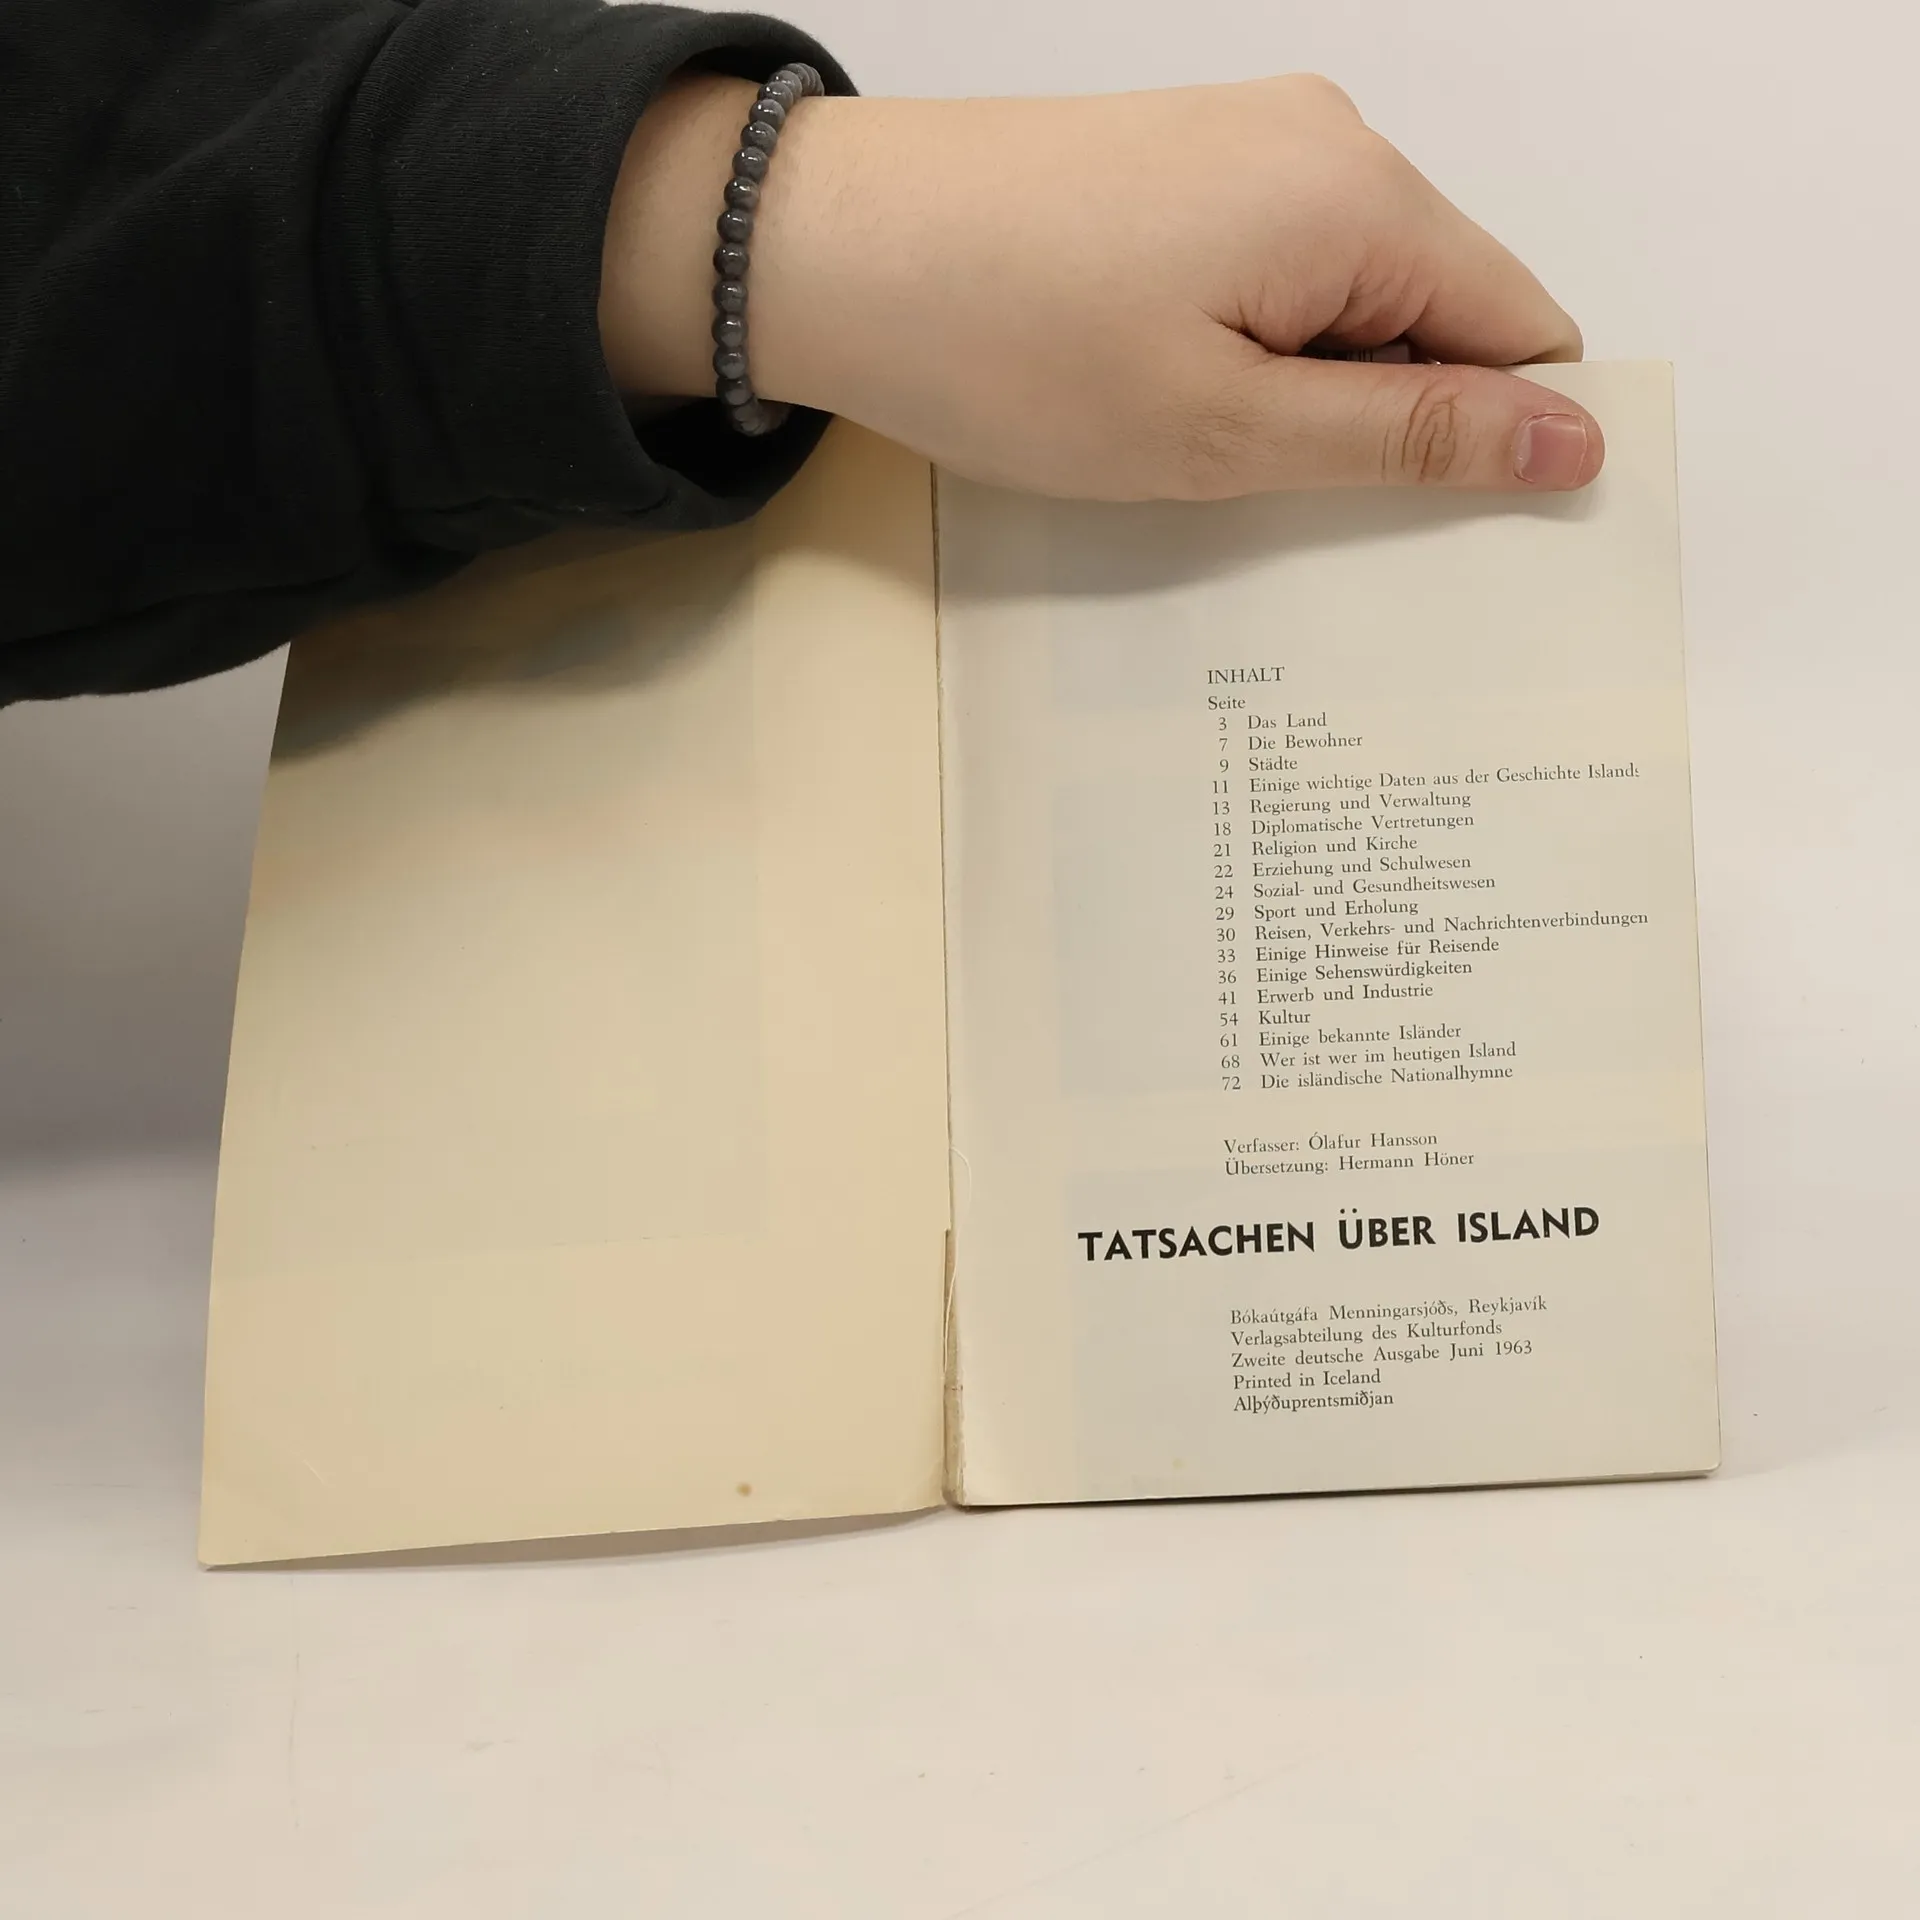 INHALT
Seite
3 Das Land
7 Die Bewohner
9 Städte
11 Einige wichtige Daten aus der Geschichte Islands
13 Regierung und Verwaltung
18 Diplomatische Vertretungen
21 Religion und Kirche
22 Erziehung und Schulwesen
24 Sozial- und Gesundheitswesen
29 Sport und Erholung
30 Reisen, Verkehrs- und Nachrichtenverbindungen
33 Einige Hinweise für Reisende
36 Einige Sehenswürdigkeiten
41 Erwerb und Industrie
54 Kultur
61 Einige bekannte Isländer
68 Wer ist wer im heutigen Island
72 Die isländische Nationalhymne
Verfasser: Ólafur Hansson
Übersetzung: Hermann Höner
TATSACHEN ÜBER ISLAND
Bókaútgáfa Menningarsjóðs, Reykjavík
Verlagsabteilung des Kulturfonds
Zweite deutsche Ausgabe Juni 1963
Printed in Iceland
Alþýðuprentsmiðjan